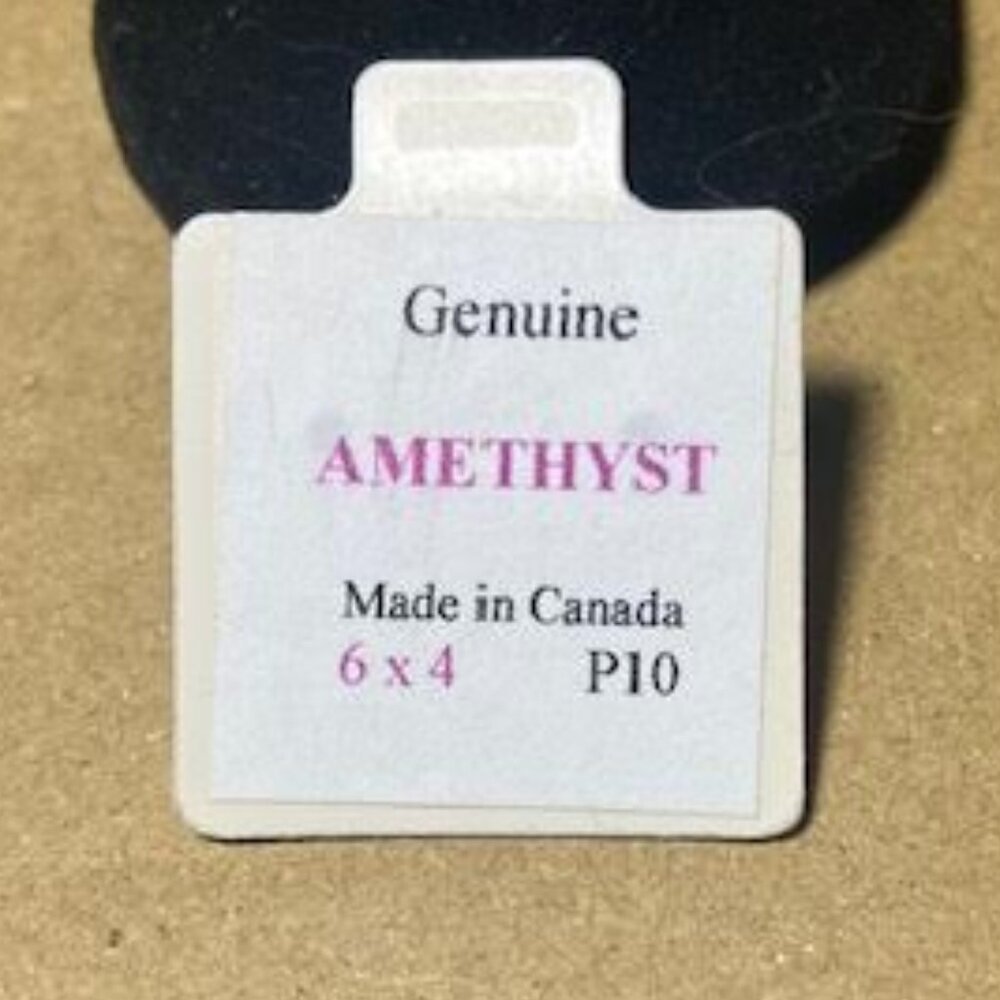 Genuine
AMETHYST
Made in Canada
6 x 4 P10